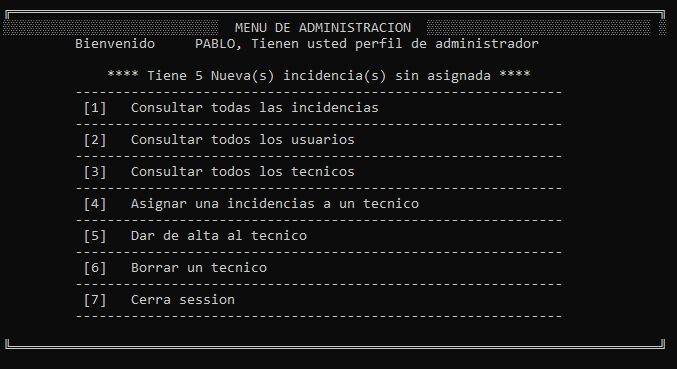 MENU DE ADMINISTRACION
Bienvenido PABLO, Tienen usted perfil de administrador
**** Tiene 5 Nueva(s) incidencia(s) sin asignada ****
[1] Consultar todas las incidencias
[2] Consultar todos los usuarios
[3] Consultar todos los tecnicos
[4] Asignar una incidencias a un tecnico
[5] Dar de alta al tecnico
[6] Borrar un tecnico
[7] Cerra session